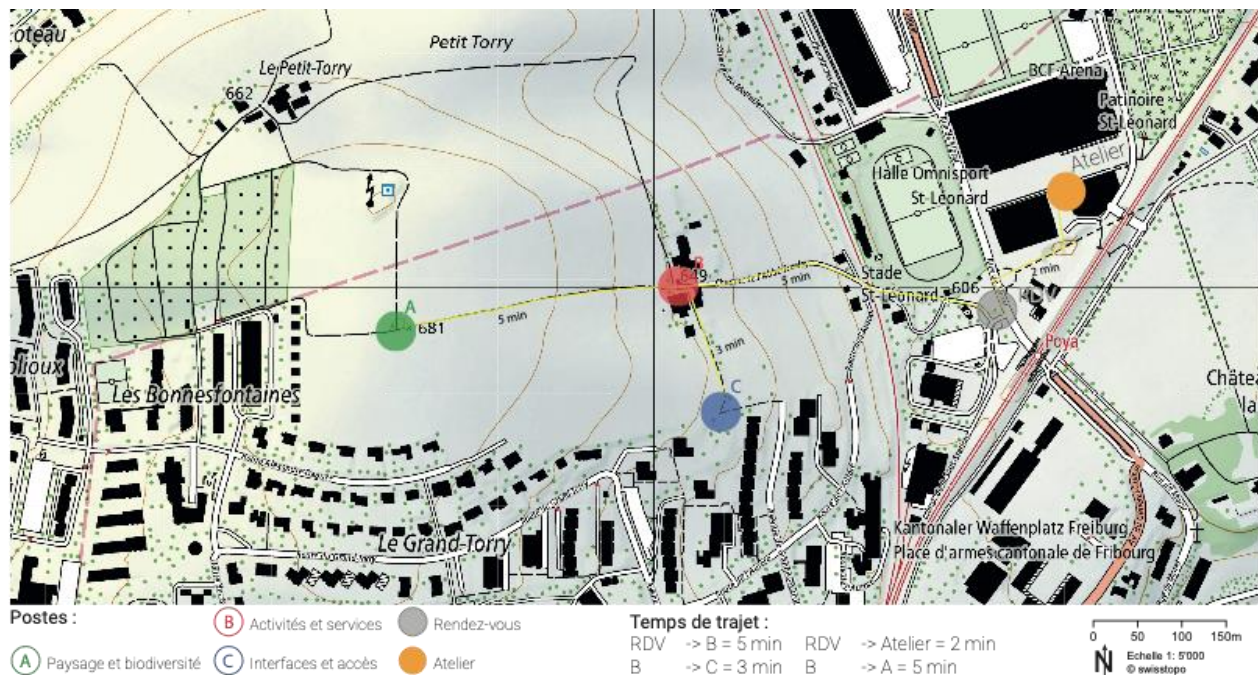 oteau
Petit Torry
Le Petit-Torry
662
BCF-Arena
Patinoire
St-Léonard
Atelier
Halle Omnisport
St-Léonard
B
649
5 min
Stade
St-Léonard
606
2 min
RDV
A
681
5 min
3 min
C
Poya
Les Bonnesfontaines
Châte
la
Le Grand-Torry
Kantonaler Waffenplatz Freiburg
Place d'armes cantonale de Fribourg
Postes :
B Activités et services
Rendez-vous
A Paysage et biodiversité
C Interfaces et accès
Atelier
Temps de trajet :
RDV -> B = 5 min RDV -> Atelier = 2 min
B -> C = 3 min B -> A = 5 min
0 50 100 150m
N
Echelle 1: 5'000
© swisstopo